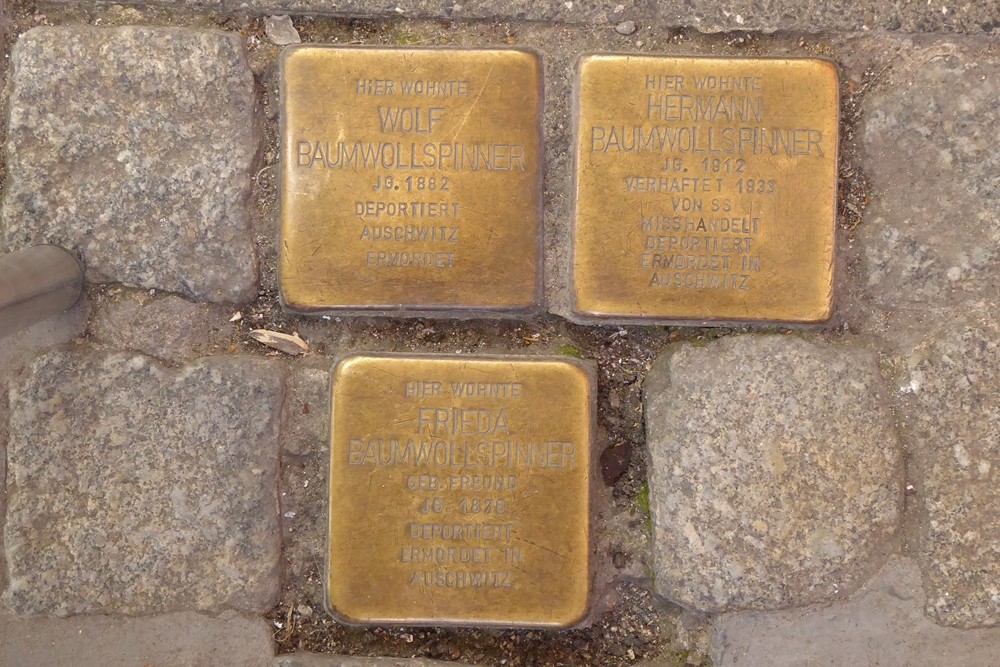 HIER WOHNTE
WOLF
BAUMWOLLSPINNER
JG. 1882
DEPORTIERT
AUSCHWITZ
ERMORDET
HIER WOHNTE
HERMANN
BAUMWOLLSPINNER
JG. 1912
VERHAFTET 1933
VON SS
MISSHANDELT
DEPORTIERT
ERMORDET IN
AUSCHWITZ
HIER WOHNTE
FRIEDA
BAUMWOLLSPINNER
GEB. FREUND
JG. 1878
DEPORTIERT
ERMORDET IN
AUSCHWITZ